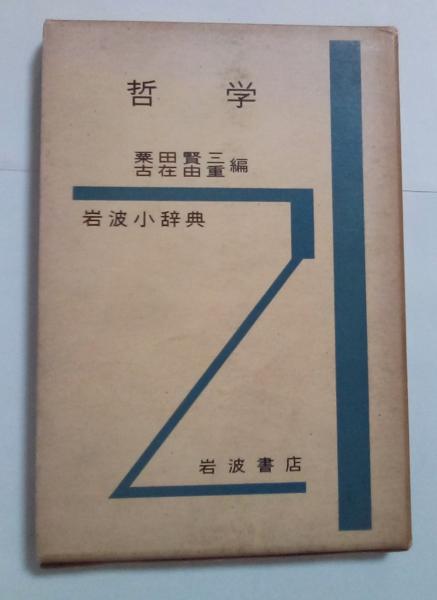 哲学
粟田賢三
古在由重 編
岩波小辞典
岩波書店